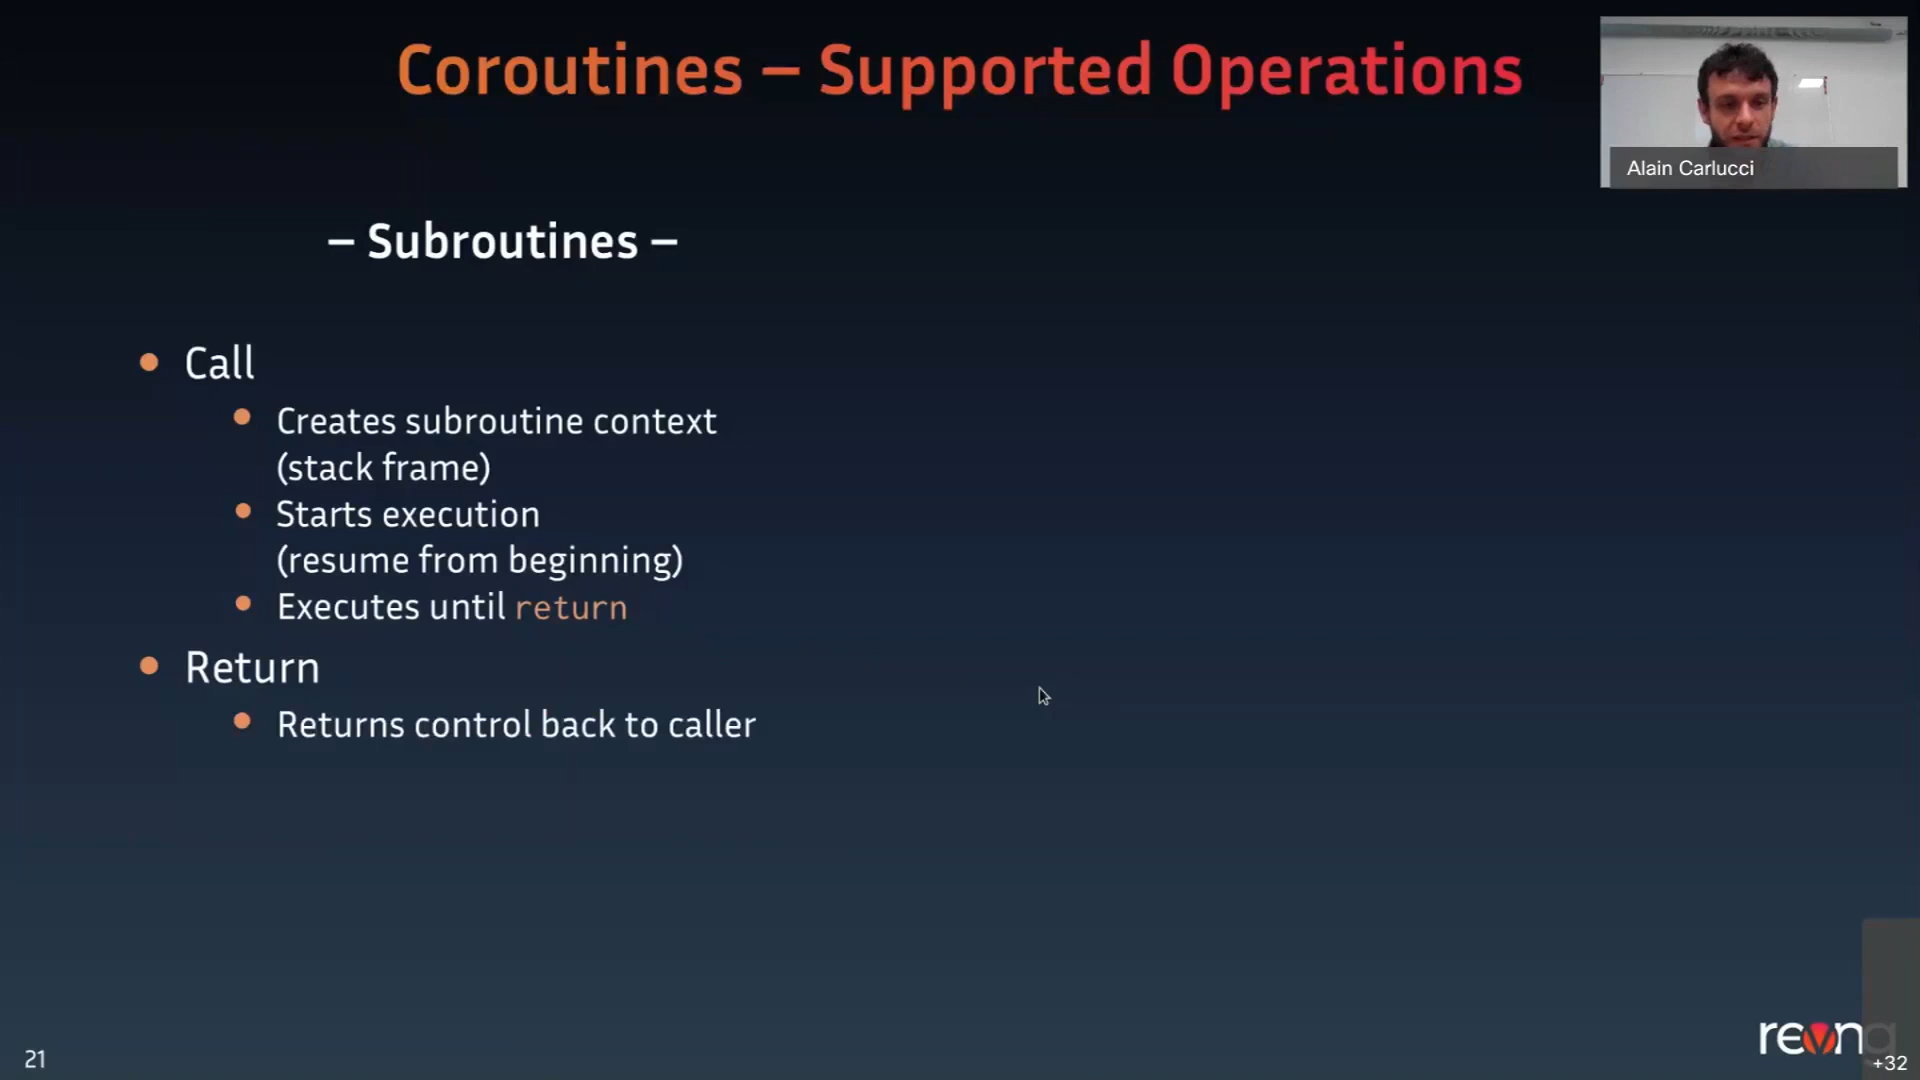 Coroutines – Supported Operations
Alain Carlucci
– Subroutines –
Call
Creates subroutine context
(stack frame)
Starts execution
(resume from beginning)
Executes until return
Return
Returns control back to caller
revng
21
+32